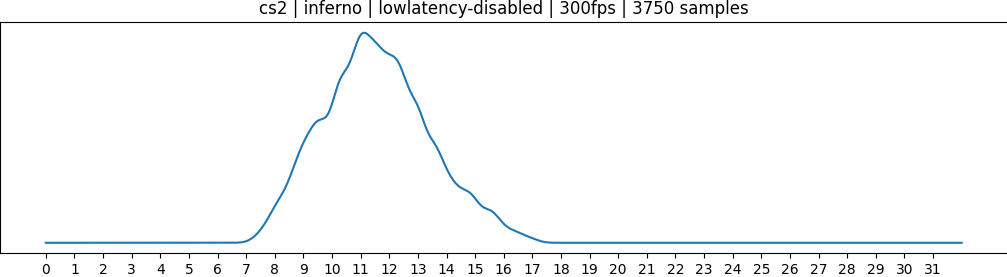 cs2 | inferno | lowlatency-disabled | 300fps | 3750 samples
0 1 2 3 4 5 6 7 8 9 10 11 12 13 14 15 16 17 18 19 20 21 22 23 24 25 26 27 28 29 30 31